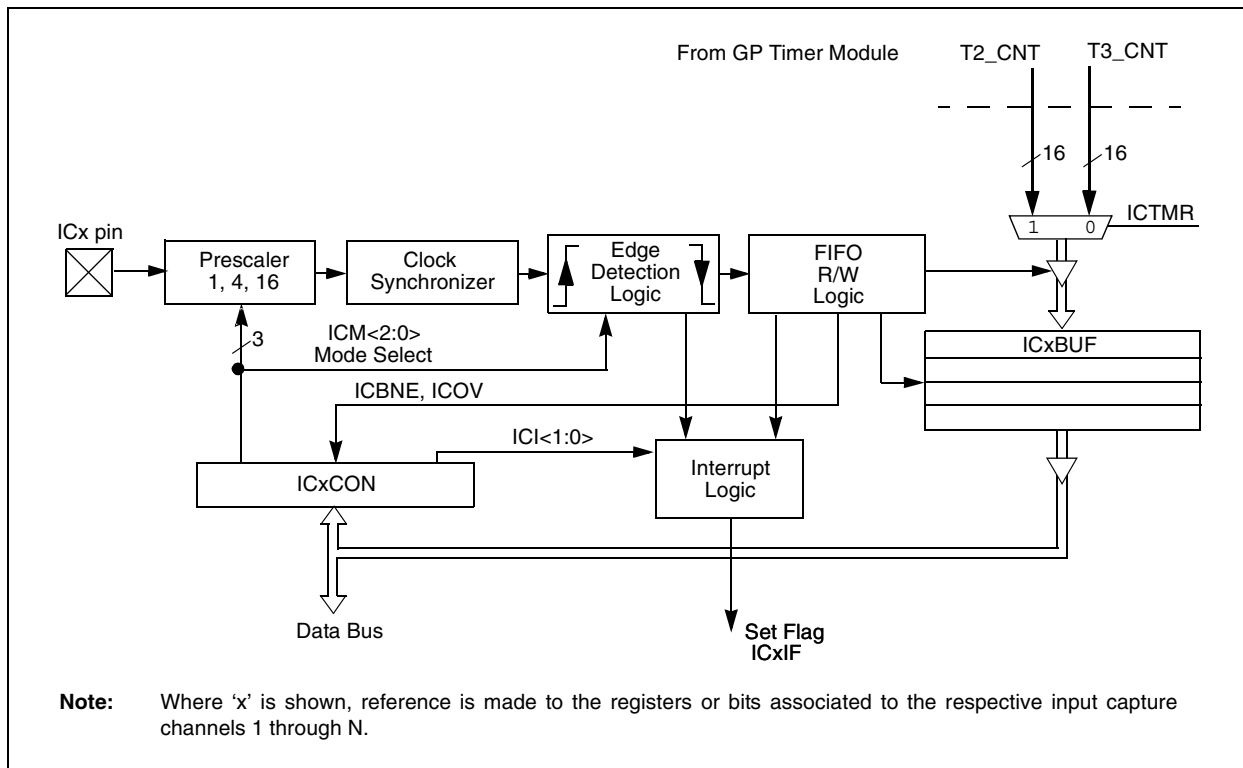 From GP Timer Module
T2_CNT
T3_CNT
16
16
1 0
ICTMR
ICx pin
Prescaler
1, 4, 16
Clock
Synchronizer
Edge
Detection
Logic
FIFO
R/W
Logic
3
ICM<2:0>
Mode Select
ICxBUF
ICBNE, ICOV
ICI<1:0>
ICxCON
Interrupt
Logic
Data Bus
Set Flag
ICxIF
Note: Where ‘x’ is shown, reference is made to the registers or bits associated to the respective input capture
channels 1 through N.